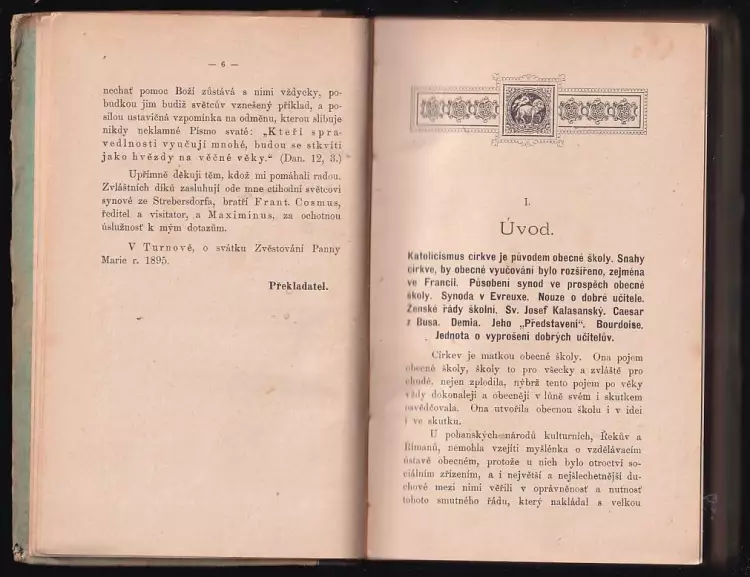 — 6 —
nechať pomoc Boží zůstává s nimi vždycky, po-
budkou jim budiž světcův vznešený příklad, a po-
silou ustavičná vzpomínka na odměnu, kterou slibuje
nikdy neklamné Písmo svaté: „Kteří spra-
vedlnosti vyučují mnohé, budou se stkvíti
jako hvězdy na věčné věky.“ (Dan. 12, 3.)
Upřímně děkuji těm, kdož mi pomáhali radou.
Zvláštních díků zasluhují ode mne ctihodní světcovi
synové ze Strebersdorfa, bratří Frant. Cosmus,
ředitel a visitator, a Maximinus, za ochotnou
úslužnosť k mým dotazům.
V Turnově, o svátku Zvěstování Panny
Marie r. 1895.
Překladatel.
I.
Úvod.
Katolicismus církve je původem obecné školy. Snahy
církve, by obecné vyučování bylo rozšířeno, zejména
ve Francii. Působení synod ve prospěch obecné
školy. Synoda v Evreuxe. Nouze o dobré učitele.
Ženské řády školní. Sv. Josef Kalasanský. Caesar
z Busa. Demia. Jeho „Představení“. Bourdoise.
Jednota o vyprošení dobrých učitelův.
Církev je matkou obecné školy. Ona pojem
obecné školy, školy to pro všecky a zvláště pro
chudé, nejen zplodila, nýbrž tento pojem po věky
vždy dokonaleji a obecněji v lůně svém i skutkem
osvědčovala. Ona utvořila obecnou školu i v idei
i ve skutku.
U pohanských národů kulturních, Řekův a
Římanů, nemohla vzejíti myšlénka o vzdělávacím
ústavě obecném, protože u nich bylo otroctví so-
ciálním zřízením, a i největší a nejšlechetnější du-
chové mezi nimi věřili v oprávněnosť a nutnosť
tohoto smutného řádu, který nakládal s velkou